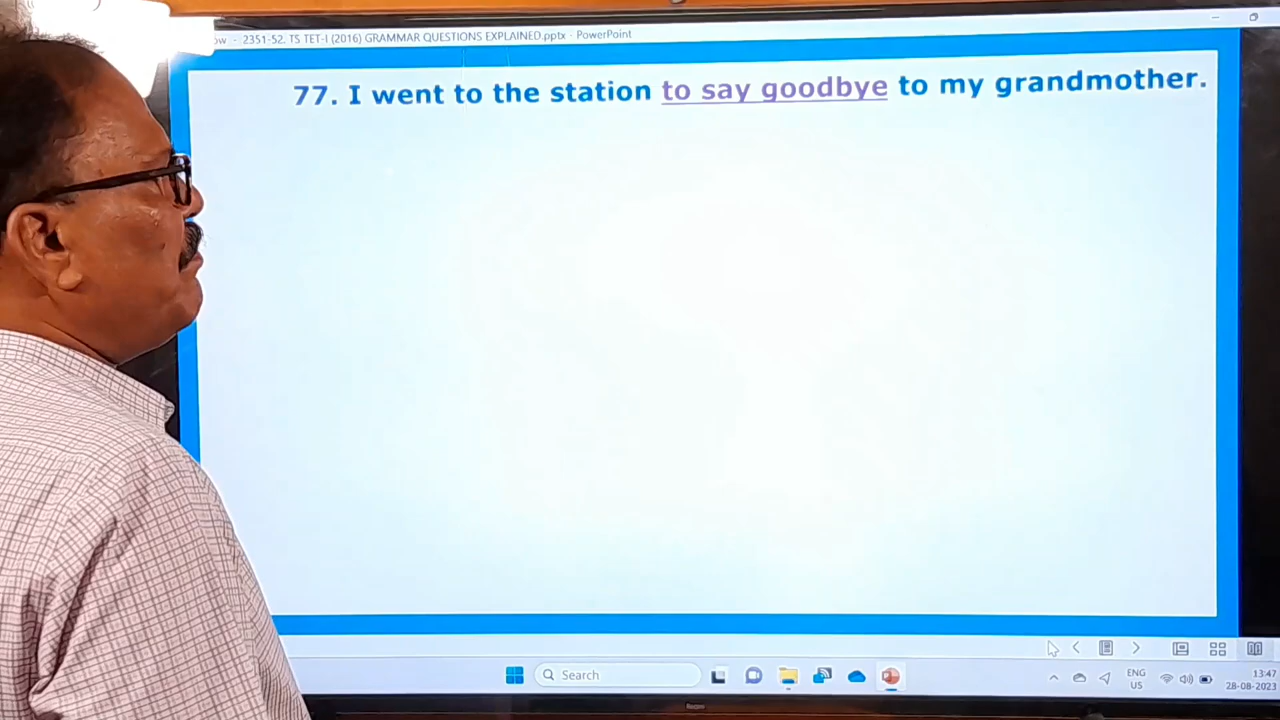 ow - 2351-52. TS TET-I (2016) GRAMMAR QUESTIONS EXPLAINED.pptx - PowerPoint
77. I went to the station to say goodbye to my grandmother.
Search
ENG
US
13:47
28-08-2023